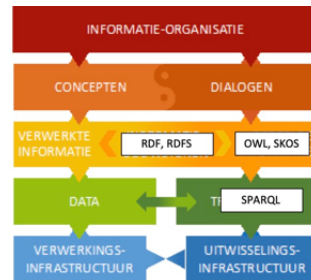 INFORMATIE-ORGANISATIE
CONCEPTEN
DIALOGEN
VERWERKTE
INFORMATIE
RDF, RDFS
OWL, SKOS
DATA
SPARQL
VERWERKINGS-
INFRASTRUCTUUR
UITWISSELINGS-
INFRASTRUCTUUR